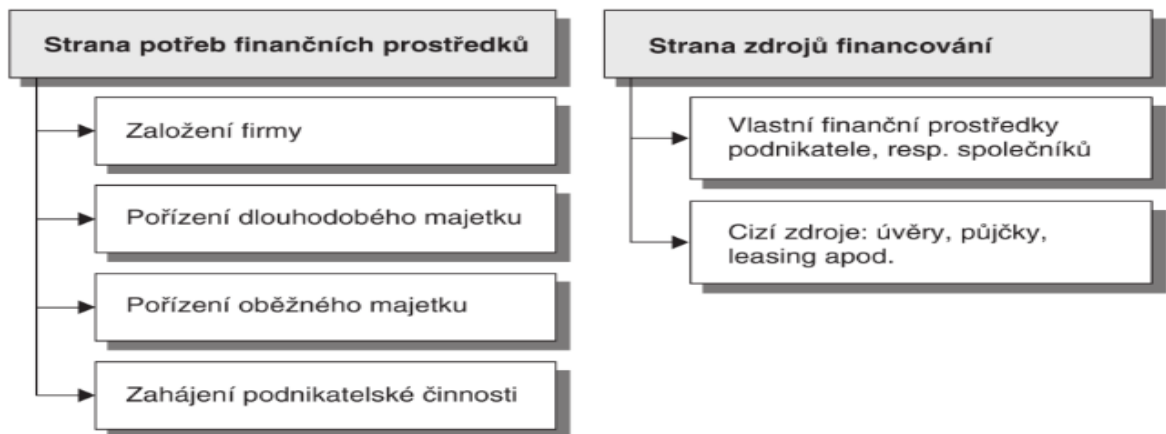 Strana potřeb finančních prostředků
Založení firmy
Pořízení dlouhodobého majetku
Pořízení oběžného majetku
Zahájení podnikatelské činnosti
Strana zdrojů financování
Vlastní finanční prostředky
podnikatele, resp. společníků
Cizí zdroje: úvěry, půjčky,
leasing apod.